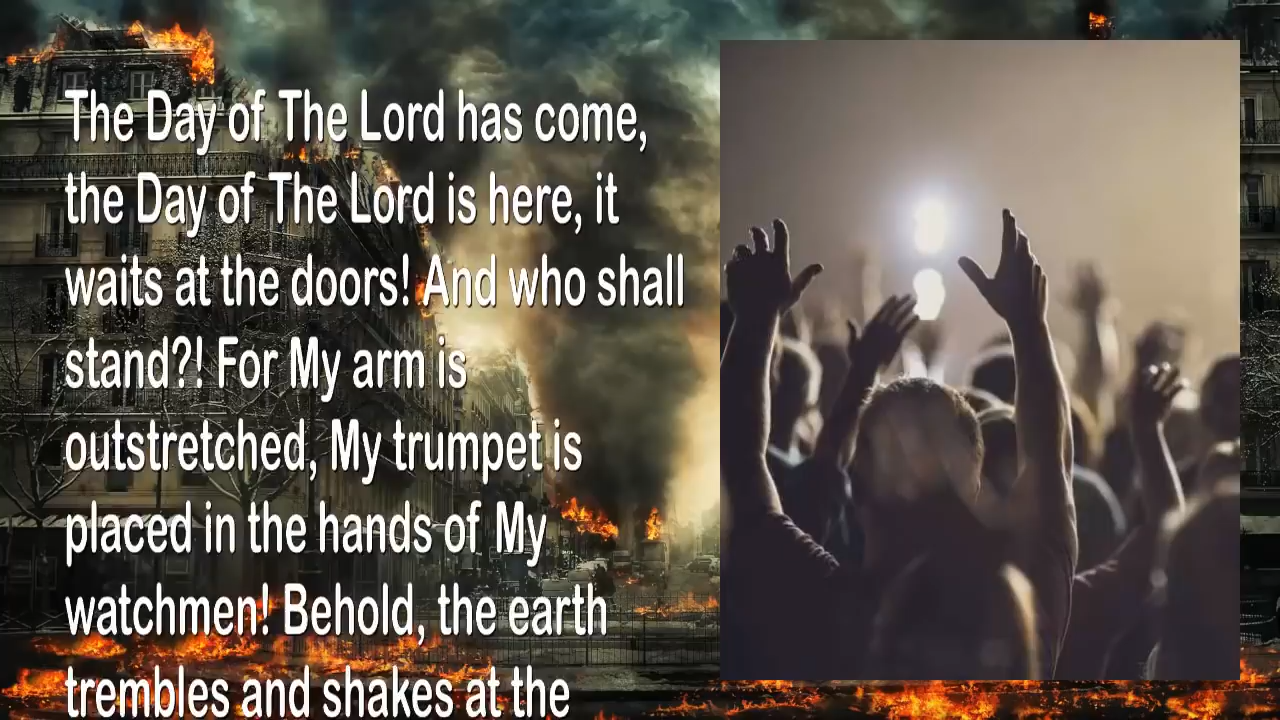 The Day of The Lord has come,
the Day of The Lord is here, it
waits at the doors! And who shall
stand?! For My arm is
outstretched, My trumpet is
placed in the hands of My
watchmen! Behold, the earth
trembles and shakes at the